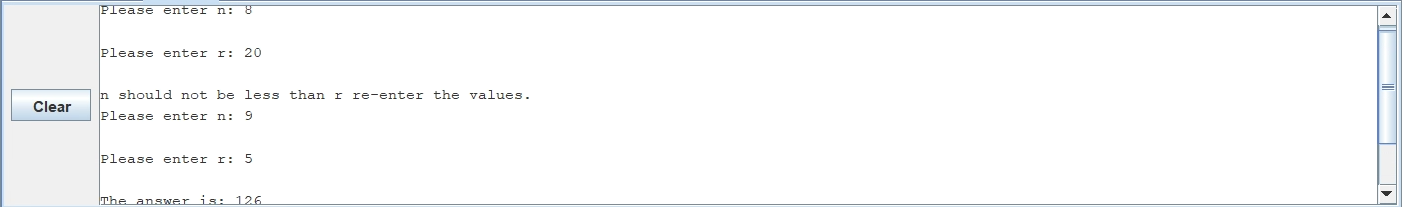 Please enter n: 8
Please enter r: 20
n should not be less than r re-enter the values.
Please enter n: 9
Clear
Please enter r: 5
The answer is: 126